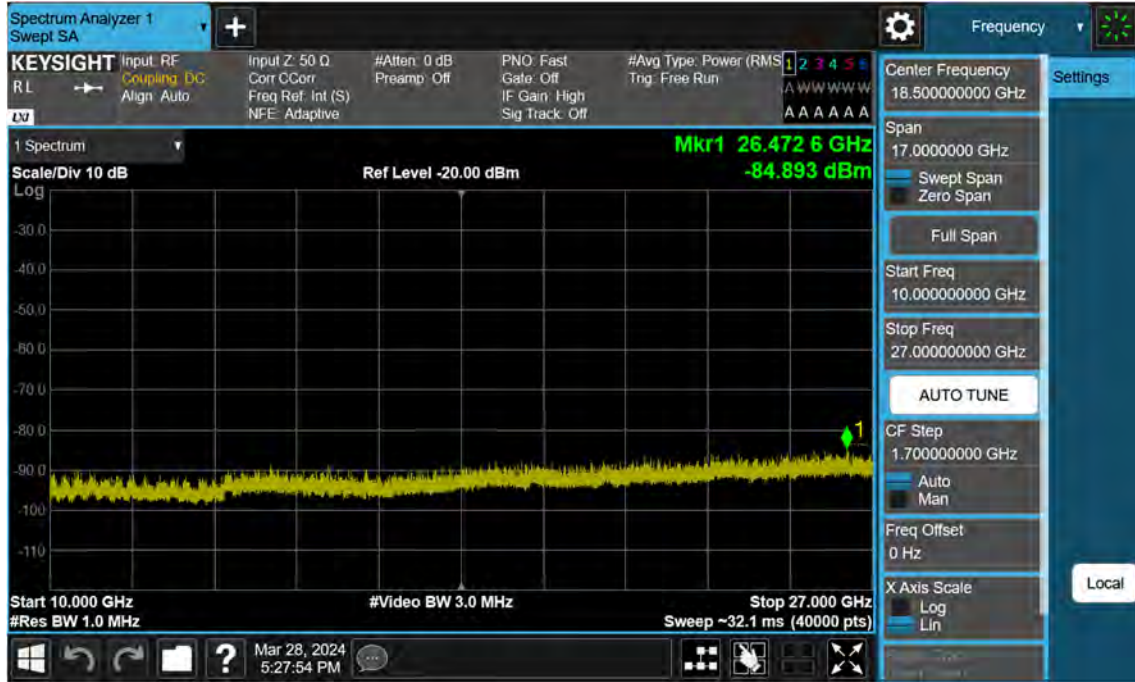 Spectrum Analyzer 1
Swept SA
+
Frequency
KEYSIGHT
R L
LXI
Input: RF
Coupling: DC
Align: Auto
Input Z: 50 Ω
Corr CCorr
Freq Ref: Int (S)
NFE: Adaptive
#Atten: 0 dB
Preamp: Off
PNO: Fast
Gate: Off
IF Gain: High
Sig Track: Off
#Avg Type: Power (RMS
Trig: Free Run
1 2 3 4 5 6
A W W W W W
A A A A A A
1 Spectrum
Scale/Div 10 dB
Ref Level -20.00 dBm
Mkr1 26.472 6 GHz
-84.893 dBm
Log
-30.0
-40.0
-50.0
-60.0
-70.0
-80.0
-90.0
-100
-110
1
Start 10.000 GHz
#Video BW 3.0 MHz
Stop 27.000 GHz
#Res BW 1.0 MHz
Sweep ~32.1 ms (40000 pts)
?
Mar 28, 2024
5:27:54 PM
Center Frequency
18.500000000 GHz
Span
17.0000000 GHz
Swept Span
Zero Span
Full Span
Start Freq
10.000000000 GHz
Stop Freq
27.000000000 GHz
AUTO TUNE
CF Step
1.700000000 GHz
Auto
Man
Freq Offset
0 Hz
X Axis Scale
Log
Lin
Settings
Local